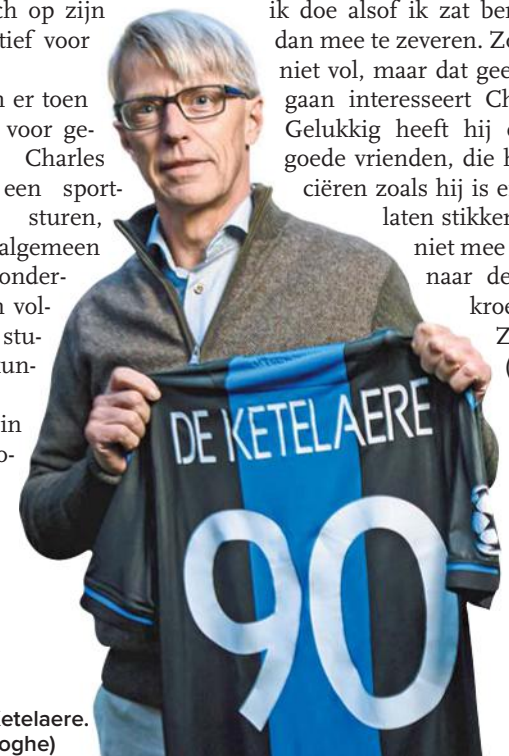 ch op zijn
tief voor
n er toen
voor ge-
Charles
een sport-
sturen,
algemeen
onder-
n vol-
stu-
kun-
in
o-
ik doe alsof ik zat ben
dan mee te zeveren. Zo
niet vol, maar dat gee
gaan interesseert Ch
Gelukkig heeft hij
goede vrienden, die h
ciëren zoals hij is e
laten stikken
niet mee
naar de
kroe
Z
(
DE KETELAERE
90
Ketelaere.
oghe)